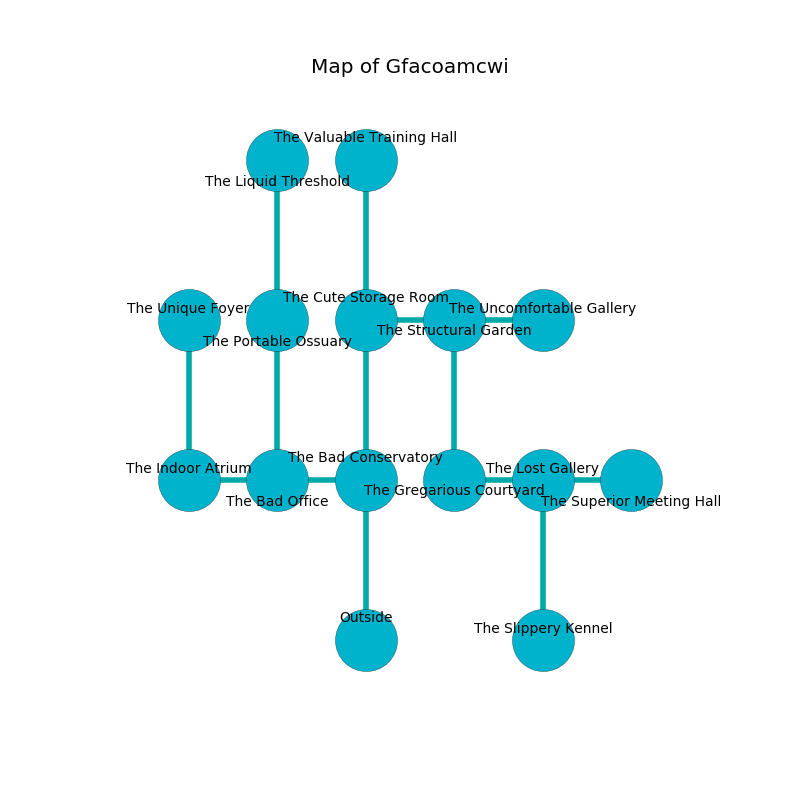 Map of Gfacoamcwi
The Valuable Training Hall
The Liquid Threshold
The Cute Storage Room
The Unique Foyer
The Uncomfortable Gallery
The Structural Garden
The Portable Ossuary
The Bad Conservatory
The Indoor Atrium
The Lost Gallery
The Gregarious Courtyard
The Bad Office
The Superior Meeting Hall
Outside
The Slippery Kennel